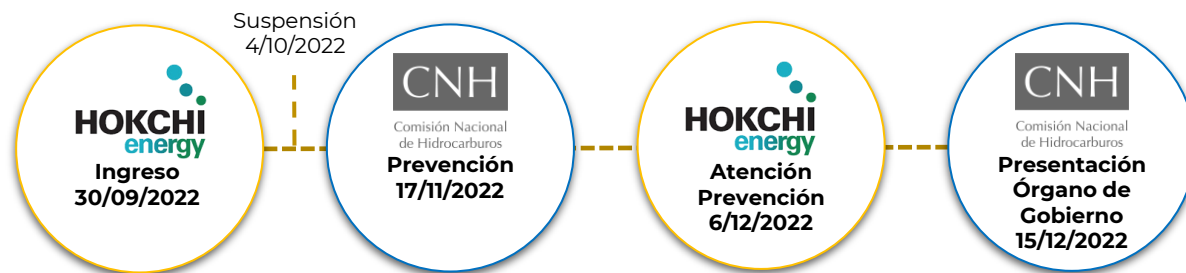 Suspensión
4/10/2022
HOKCHI
energy
Ingreso
30/09/2022
CNH
Comisión Nacional
de Hidrocarburos
Prevención
17/11/2022
HOKCHI
energy
Atención
Prevención
6/12/2022
CNH
Comisión Nacional
de Hidrocarburos
Presentación
Órgano de
Gobierno
15/12/2022